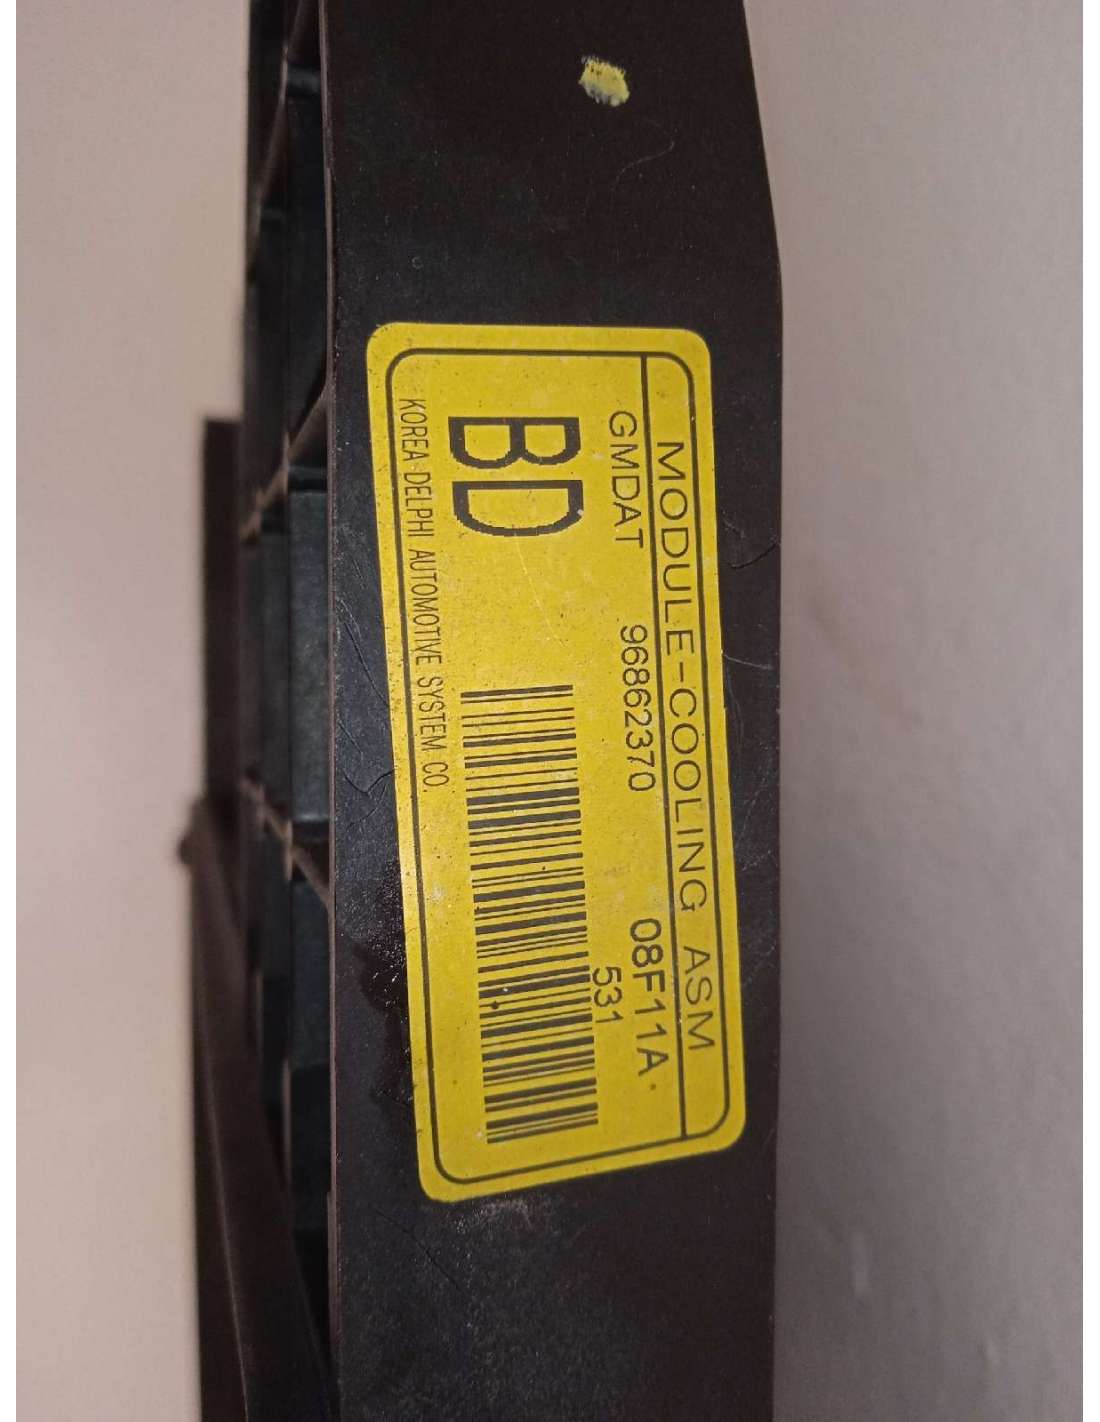 MODULE-COOLING ASM
GMDAT 96862370 08F11A
531
BD
KOREA DELPHI AUTOMOTIVE SYSTEM CO.